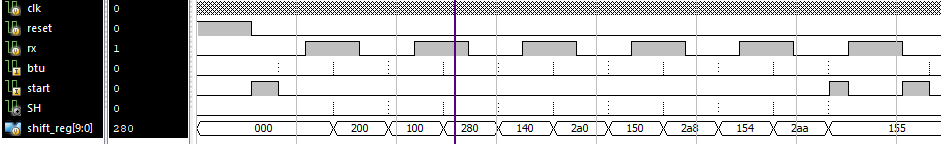 clk 0
reset 0
rx 1
btu 0
start 0
SH 0
shift_reg[9:0] 280 000 200 100 280 140 2a0 150 2a8 154 2aa 155